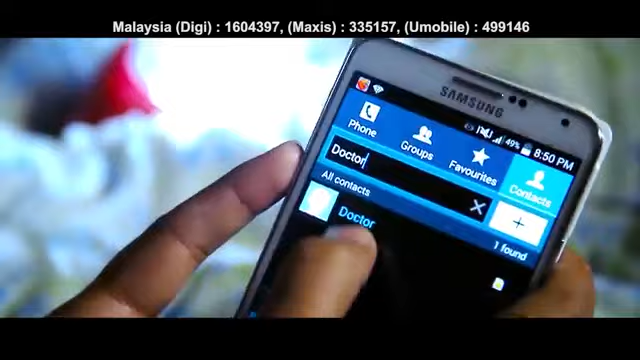 Malaysia (Digi) : 1604397, (Maxis) : 335157, (Umobile) : 499146
SAMSUNG
49% 8:50 PM
Phone
Groups
Favourites
Contacts
Doctor
All contacts
1 found
Doctor